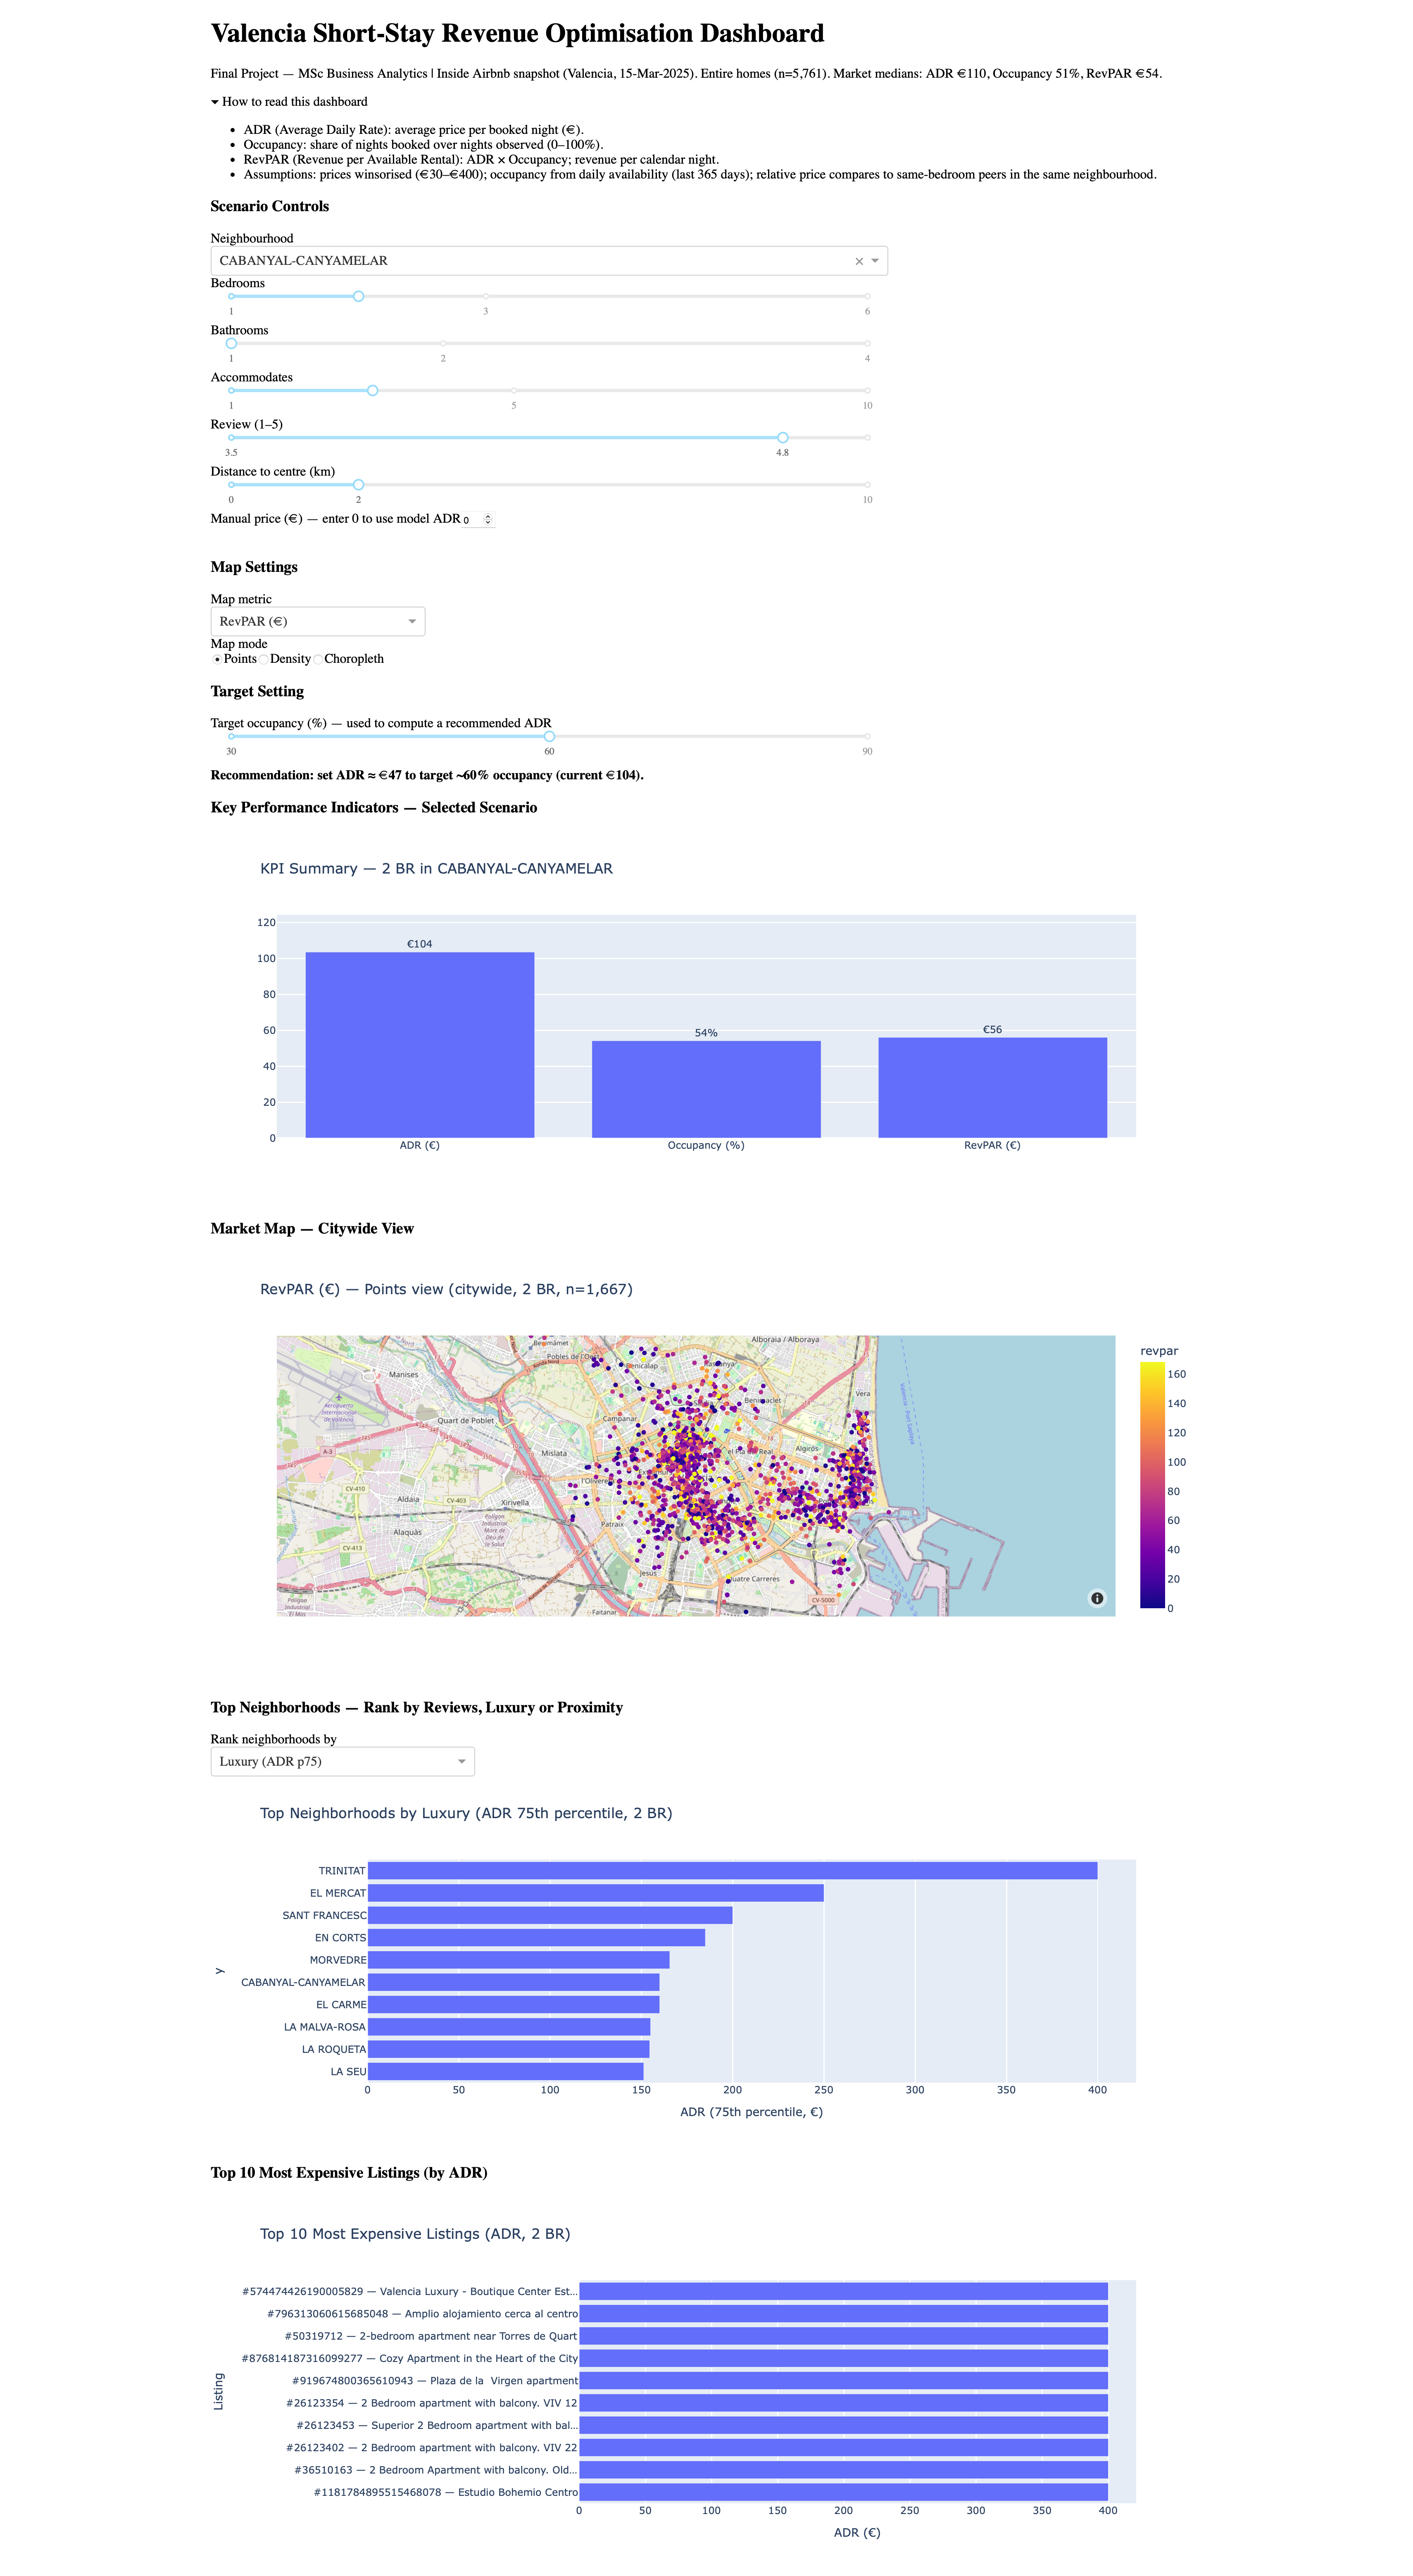 Valencia Short-Stay Revenue Optimisation Dashboard
Final Project — MSc Business Analytics | Inside Airbnb snapshot (Valencia, 15-Mar-2025). Entire homes (n=5,761). Market medians: ADR €110, Occupancy 51%, RevPAR €54.
How to read this dashboard
• ADR (Average Daily Rate): average price per booked night (€).
• Occupancy: share of nights booked over nights observed (0–100%).
• RevPAR (Revenue per Available Rental): ADR × Occupancy; revenue per calendar night.
• Assumptions: prices winsorised (€30–€400); occupancy from daily availability (last 365 days); relative price compares to same-bedroom peers in the same neighbourhood.
Scenario Controls
Neighbourhood
CABANYAL-CANYAMELAR
Bedrooms
1 3 6
Bathrooms
1 2 4
Accommodates
1 5 10
Review (1–5)
3.5 4.8
Distance to centre (km)
0 2 10
Manual price (€) — enter 0 to use model ADR 0
Map Settings
Map metric
RevPAR (€)
Map mode
Points Density Choropleth
Target Setting
Target occupancy (%) — used to compute a recommended ADR
30 60 90
Recommendation: set ADR ≈ €47 to target ~60% occupancy (current €104).
Key Performance Indicators — Selected Scenario
KPI Summary — 2 BR in CABANYAL-CANYAMELAR
120
100
80
60
40
20
0
€104
54%
€56
ADR (€) Occupancy (%) RevPAR (€)
Market Map — Citywide View
RevPAR (€) — Points view (citywide, 2 BR, n=1,667)
Alboraia / Alboraya
Benimàmet
Benicalap
Manises
Vera
Quart de Poblet
Campanar
Benimaclet
Mislata
Algirós
A-3
CV-410
CV-403
Aldaia
Xirivella
Polígon Industrial Mare de Déu de la Salut
Alaquàs
Patraix
CV-413
Jesús
CV-5000
Faitanar
revpar
160
140
120
100
80
60
40
20
0
Top Neighborhoods — Rank by Reviews, Luxury or Proximity
Rank neighborhoods by
Luxury (ADR p75)
Top Neighborhoods by Luxury (ADR 75th percentile, 2 BR)
y
TRINITAT
EL MERCAT
SANT FRANCESC
EN CORTS
MORVEDRE
CABANYAL-CANYAMELAR
EL CARME
LA MALVA-ROSA
LA ROQUETA
LA SEU
0 50 100 150 200 250 300 350 400
ADR (75th percentile, €)
Top 10 Most Expensive Listings (by ADR)
Top 10 Most Expensive Listings (ADR, 2 BR)
Listing
#574474426190005829 — Valencia Luxury - Boutique Center Est...
#796313060615685048 — Amplio alojamiento cerca al centro
#50319712 — 2-bedroom apartment near Torres de Quart
#876814187316099277 — Cozy Apartment in the Heart of the City
#919674800365610943 — Plaza de la Virgen apartment
#26123354 — 2 Bedroom apartment with balcony. VIV 12
#26123453 — Superior 2 Bedroom apartment with bal...
#26123402 — 2 Bedroom apartment with balcony. VIV 22
#36510163 — 2 Bedroom Apartment with balcony. Old...
#1181784895515468078 — Estudio Bohemio Centro
0 50 100 150 200 250 300 350 400
ADR (€)